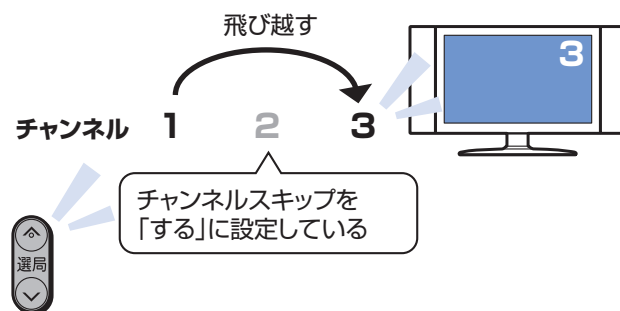 飛び越す
3
チャンネル 1 2 3
チャンネルスキップを
「する」に設定している
選局